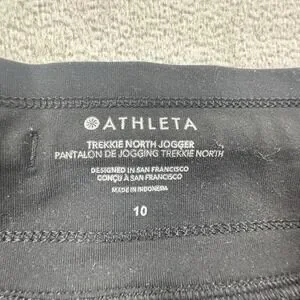 ATHLETA
TREKKIE NORTH JOGGER
PANTALON DE JOGGING TREKKIE NORTH
DESIGNED IN SAN FRANCISCO
CONÇU À SAN FRANCISCO
MADE IN INDONESIA
10